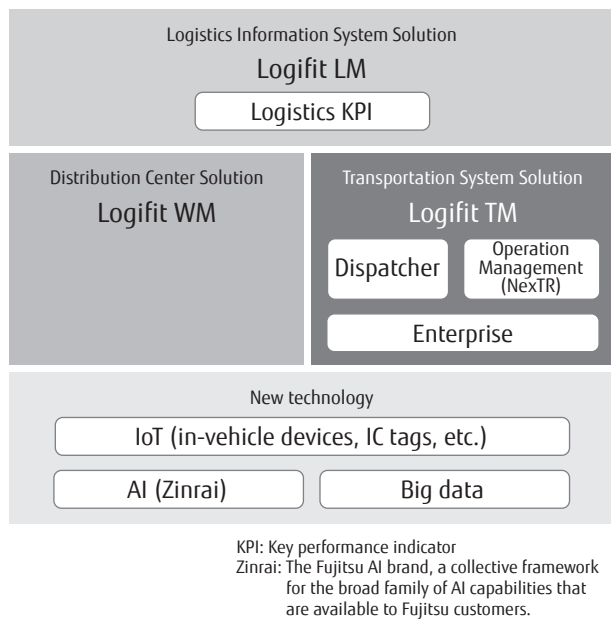 Logistics Information System Solution
Logifit LM
Logistics KPI
Distribution Center Solution
Logifit WM
Transportation System Solution
Logifit TM
Dispatcher
Operation
Management
(NexTR)
Enterprise
New technology
IoT (in-vehicle devices, IC tags, etc.)
AI (Zinrai)
Big data
KPI: Key performance indicator
Zinrai: The Fujitsu AI brand, a collective framework
for the broad family of AI capabilities that
are available to Fujitsu customers.